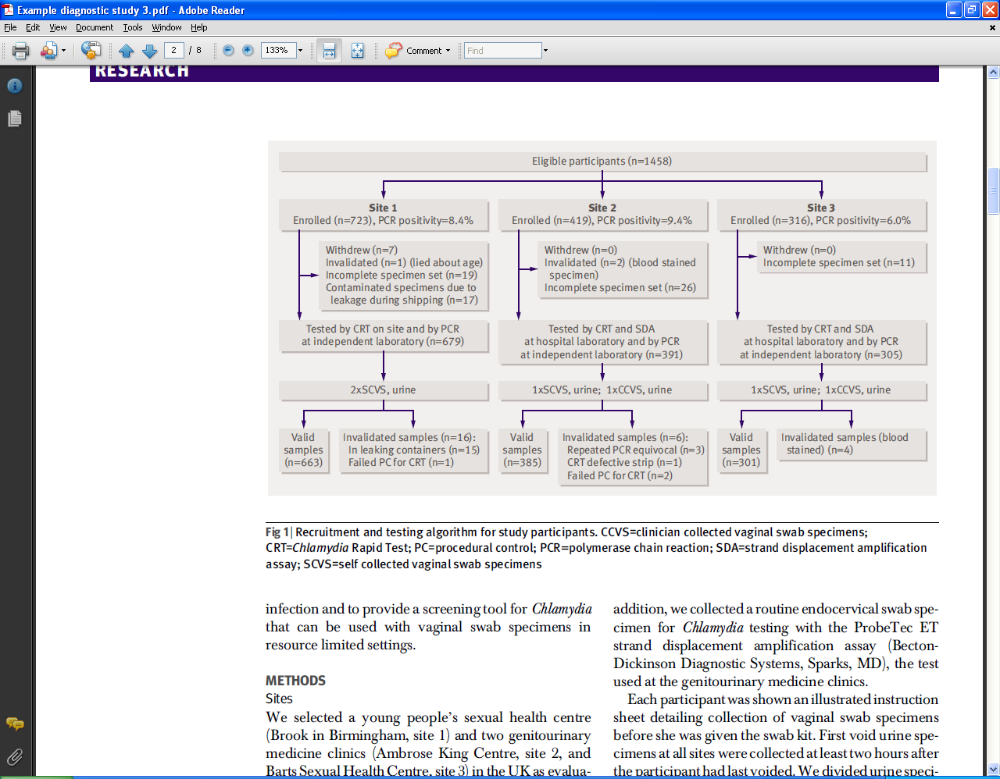 Example diagnostic study 3.pdf - Adobe Reader
File Edit View Document Tools Window Help
2 / 8 133% Comment Find
RESEARCH
Eligible participants (n=1458)
Site 1
Enrolled (n=723), PCR positivity=8.4%
Site 2
Enrolled (n=419), PCR positivity=9.4%
Site 3
Enrolled (n=316), PCR positivity=6.0%
Withdrew (n=7)
Invalidated (n=1) (lied about age)
Incomplete specimen set (n=19)
Contaminated specimens due to
leakage during shipping (n=17)
Withdrew (n=0)
Invalidated (n=2) (blood stained
specimen)
Incomplete specimen set (n=26)
Withdrew (n=0)
Incomplete specimen set (n=11)
Tested by CRT on site and by PCR
at independent laboratory (n=679)
Tested by CRT and SDA
at hospital laboratory and by PCR
at independent laboratory (n=391)
Tested by CRT and SDA
at hospital laboratory and by PCR
at independent laboratory (n=305)
2xSCVS, urine
1xSCVS, urine; 1xCCVS, urine
1xSCVS, urine; 1xCCVS, urine
Valid
samples
(n=663)
Invalidated samples (n=16):
In leaking containers (n=15)
Failed PC for CRT (n=1)
Valid
samples
(n=385)
Invalidated samples (n=6):
Repeated PCR equivocal (n=3)
CRT defective strip (n=1)
Failed PC for CRT (n=2)
Valid
samples
(n=301)
Invalidated samples (blood
stained) (n=4)
Fig 1 | Recruitment and testing algorithm for study participants. CCVS=clinician collected vaginal swab specimens;
CRT=Chlamydia Rapid Test; PC=procedural control; PCR=polymerase chain reaction; SDA=strand displacement amplification
assay; SCVS=self collected vaginal swab specimens
infection and to provide a screening tool for Chlamydia
that can be used with vaginal swab specimens in
resource limited settings.
METHODS
Sites
We selected a young people's sexual health centre
(Brook in Birmingham, site 1) and two genitourinary
medicine clinics (Ambrose King Centre, site 2, and
Barts Sexual Health Centre, site 3) in the UK as evalua-
addition, we collected a routine endocervical swab spe-
cimen for Chlamydia testing with the ProbeTec ET
strand displacement amplification assay (Becton-
Dickinson Diagnostic Systems, Sparks, MD), the test
used at the genitourinary medicine clinics.
Each participant was shown an illustrated instruction
sheet detailing collection of vaginal swab specimens
before she was given the swab kit. First void urine spe-
cimens at all sites were collected at least two hours after
the participant had last voided. We divided urine speci-